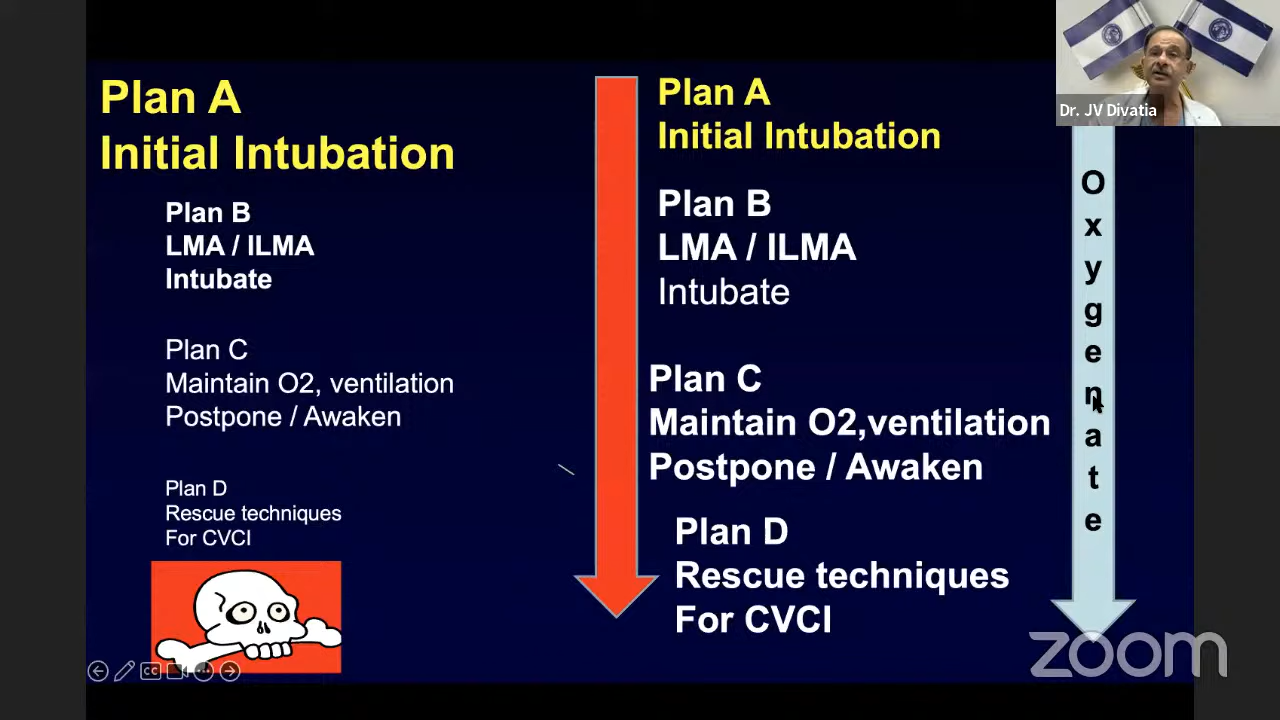 Plan A
Initial Intubation
Plan B
LMA / ILMA
Intubate
Plan C
Maintain O2, ventilation
Postpone / Awaken
Plan D
Rescue techniques
For CVCI
Plan A
Initial Intubation
Plan B
LMA / ILMA
Intubate
Plan C
Maintain O2,ventilation
Postpone / Awaken
Plan D
Rescue techniques
For CVCI
Oxygenate
Dr. JV Divatia
CC
zoom